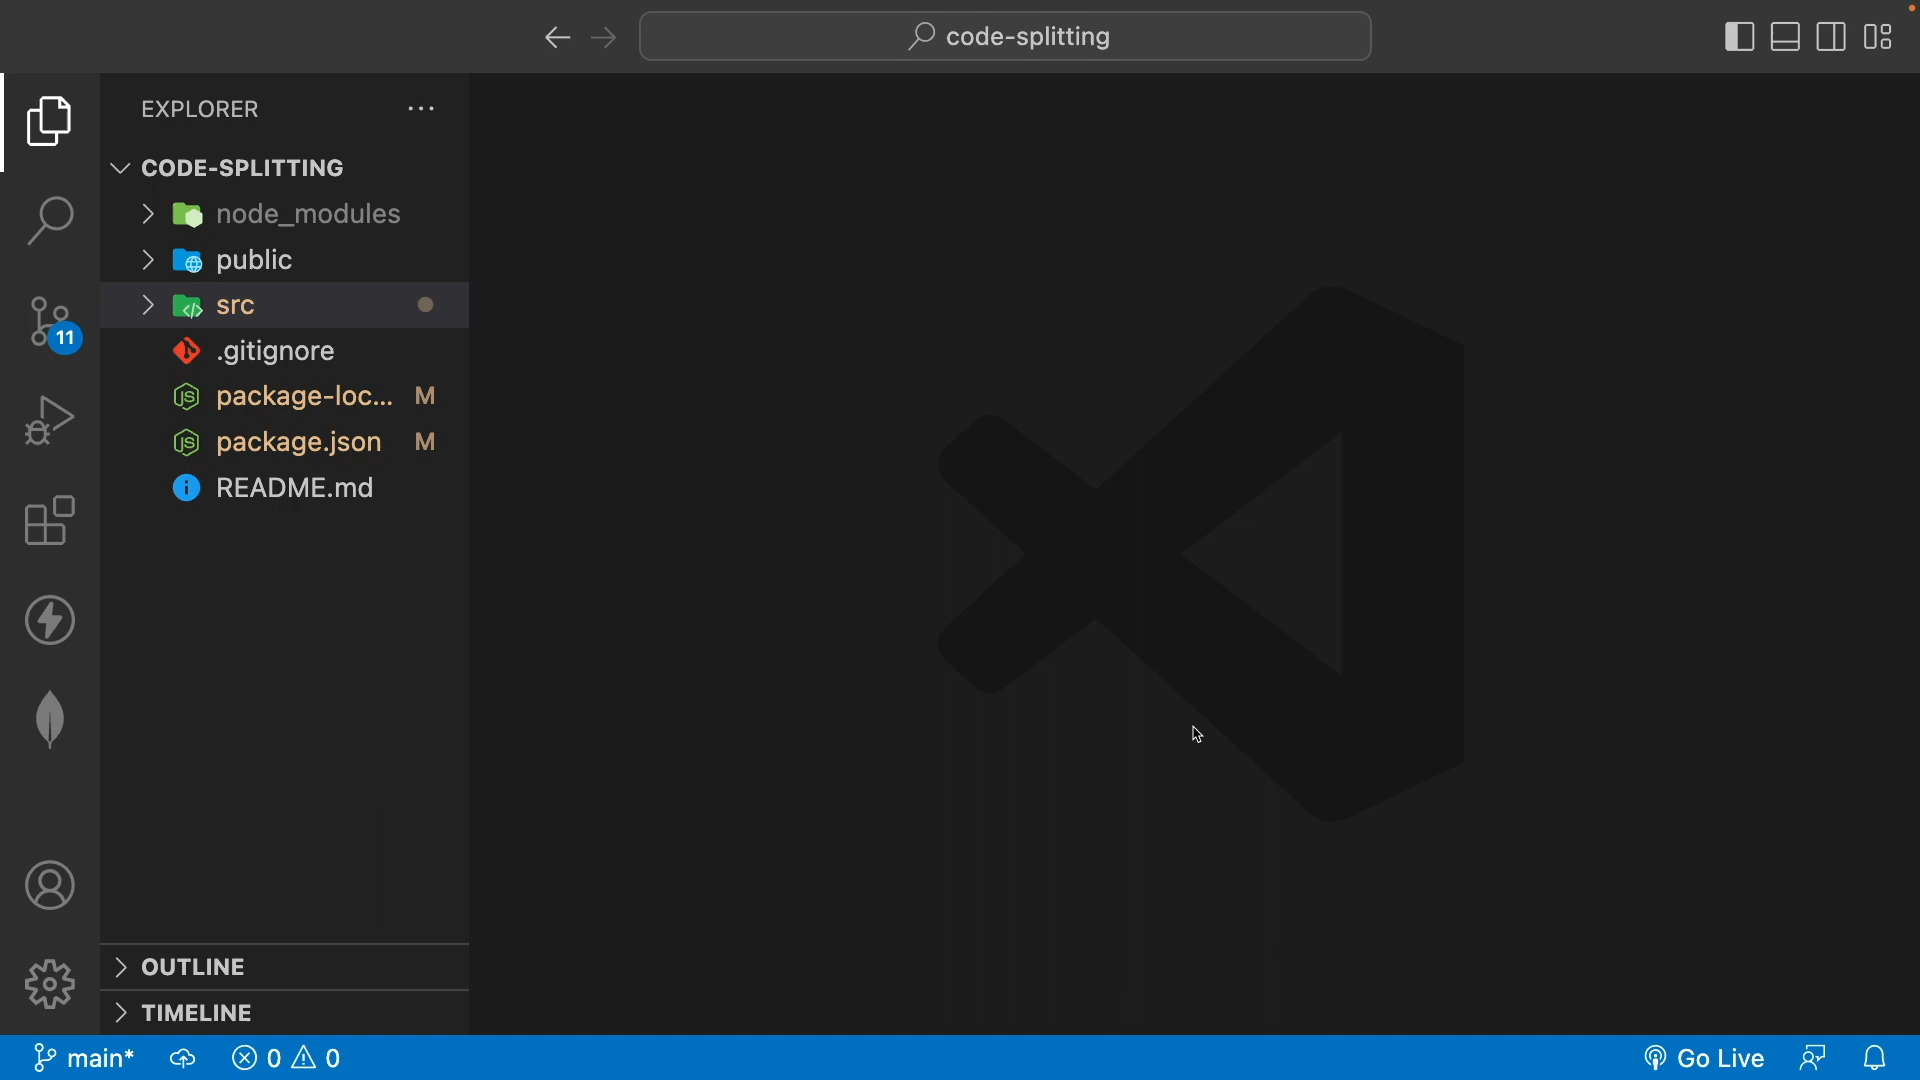 code-splitting
EXPLORER
CODE-SPLITTING
node_modules
public
src
.gitignore
package-loc... M
package.json M
README.md
11
OUTLINE
TIMELINE
main* 0 0
Go Live